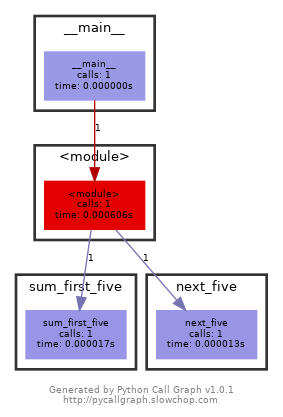 __main__
__main__
calls: 1
time: 0.000000s
1
<module>
<module>
calls: 1
time: 0.000606s
1
1
sum_first_five
next_five
sum_first_five
calls: 1
time: 0.000017s
next_five
calls: 1
time: 0.000013s
Generated by Python Call Graph v1.0.1
http://pycallgraph.slowchop.com